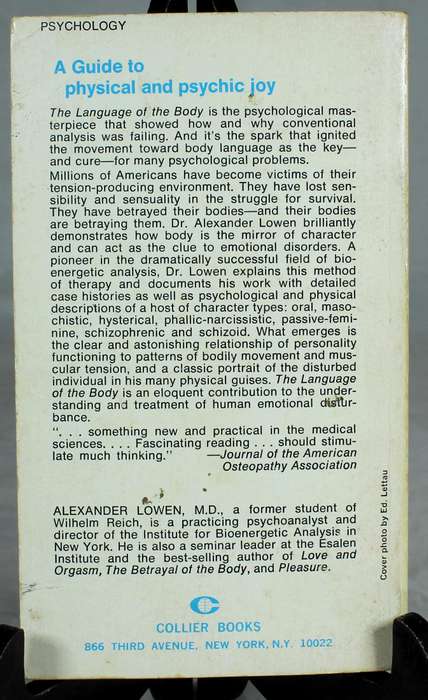 PSYCHOLOGY
A Guide to
physical and psychic joy
The Language of the Body is the psychological mas-
terpiece that showed how and why conventional
analysis was failing. And it's the spark that ignited
the movement toward body language as the key—
and cure—for many psychological problems.
Millions of Americans have become victims of their
tension-producing environment. They have lost sen-
sibility and sensuality in the struggle for survival.
They have betrayed their bodies—and their bodies
are betraying them. Dr. Alexander Lowen brilliantly
demonstrates how body is the mirror of character
and can act as the clue to emotional disorders. A
pioneer in the dramatically successful field of bio-
energetic analysis, Dr. Lowen explains this method
of therapy and documents his work with detailed
case histories as well as psychological and physical
descriptions of a host of character types: oral, maso-
chistic, hysterical, phallic-narcissistic, passive-femi-
nine, schizophrenic and schizoid. What emerges is
the clear and astonishing relationship of personality
functioning to patterns of bodily movement and mus-
cular tension, and a classic portrait of the disturbed
individual in his many physical guises. The Language
of the Body is an eloquent contribution to the under-
standing and treatment of human emotional distur-
bance.
". . . something new and practical in the medical
sciences. . . . Fascinating reading . . . should stimu-
late much thinking." —Journal of the American
Osteopathy Association
ALEXANDER LOWEN, M.D., a former student of
Wilhelm Reich, is a practicing psychoanalyst and
director of the Institute for Bioenergetic Analysis in
New York. He is also a seminar leader at the Esalen
Institute and the best-selling author of Love and
Orgasm, The Betrayal of the Body, and Pleasure.
Cover photo by Ed. Lettau
COLLIER BOOKS
866 THIRD AVENUE, NEW YORK, N.Y. 10022